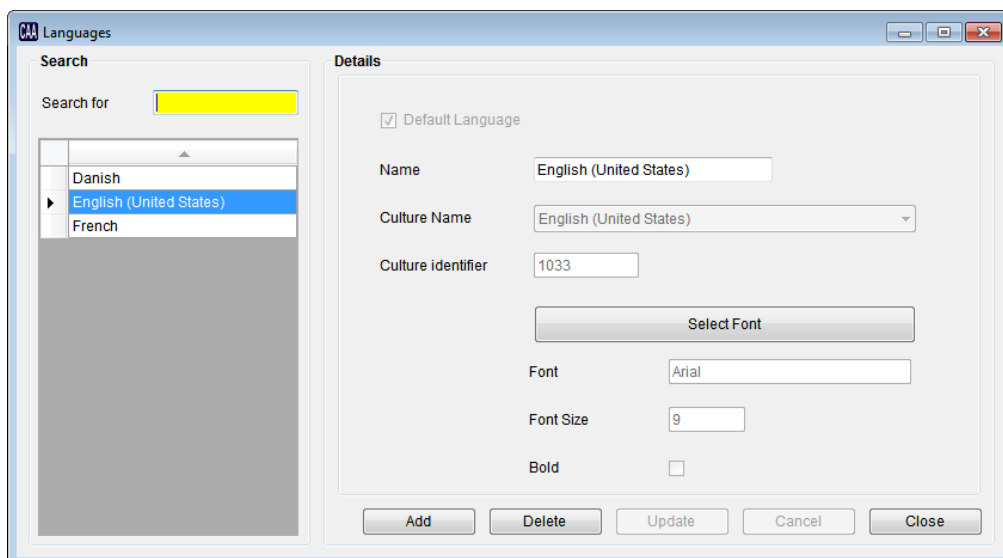 CAA Languages
Search
Search for
Danish
English (United States)
French
Details
Default Language
Name English (United States)
Culture Name English (United States)
Culture identifier 1033
Select Font
Font Arial
Font Size 9
Bold
Add Delete Update Cancel Close